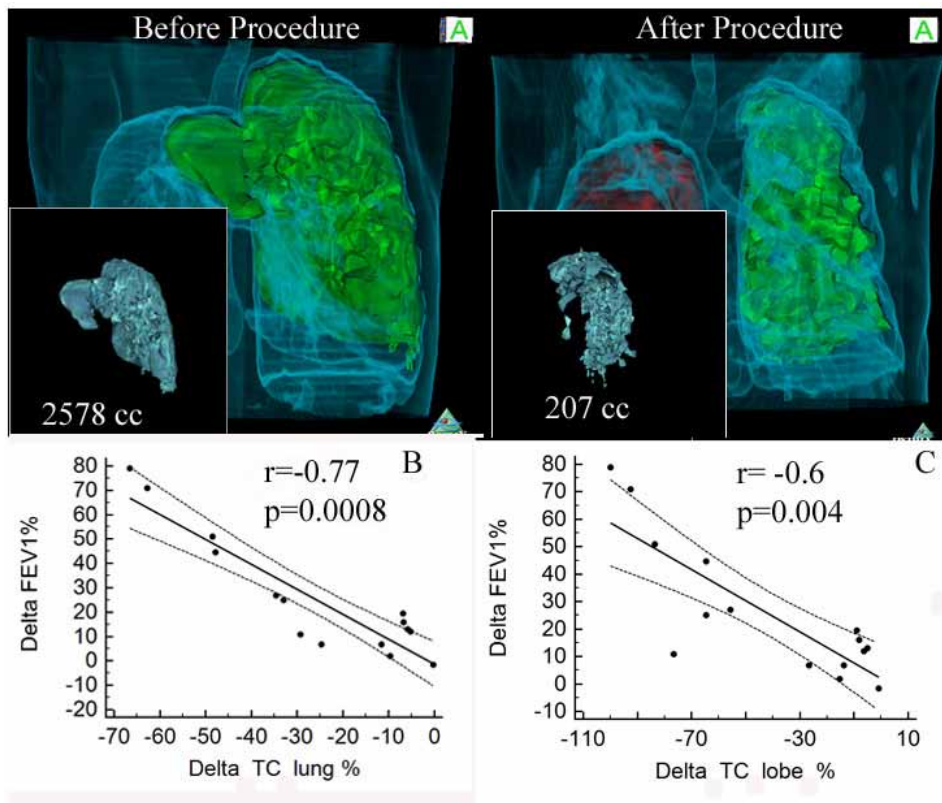 Before Procedure
A
After Procedure
A
2578 cc
207 cc
B
r=-0.77
p=0.0008
80
70
60
50
40
30
20
10
0
-10
-20
Delta FEV1%
-70 -60 -50 -40 -30 -20 -10 0
Delta TC lung %
C
r= -0.6
p=0.004
80
70
60
50
40
30
20
10
0
-10
Delta FEV1%
-110 -70 -30 10
Delta TC lobe %